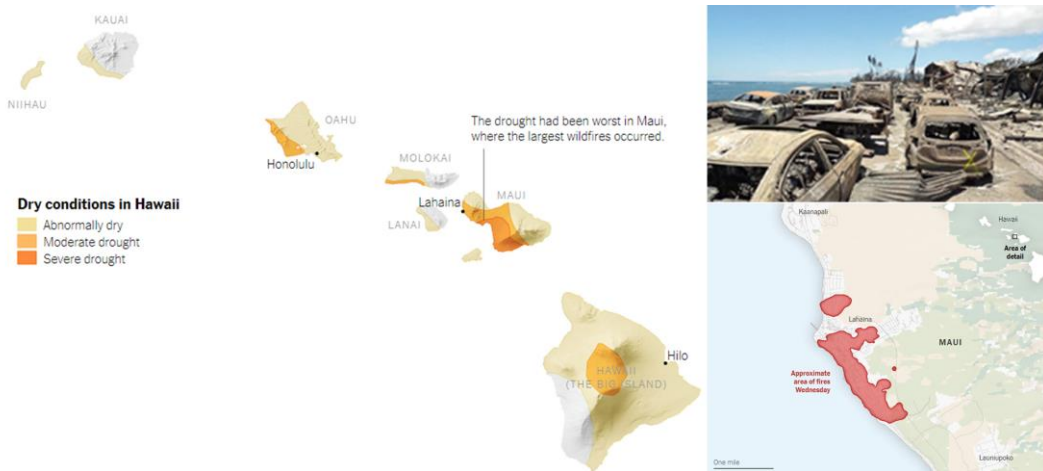 KAUAI
NIIHAU
OAHU
Honolulu
The drought had been worst in Maui,
where the largest wildfires occurred.
MOLOKAI
Lahaina
MAUI
LANAI
Dry conditions in Hawaii
Abnormally dry
Moderate drought
Severe drought
Hilo
HAWAII
(THE BIG ISLAND)
Kaanapali
Hawaii
Area of
detail
Lahaina
MAUI
Approximate
area of fires
Wednesday
Launiupoko
One mile